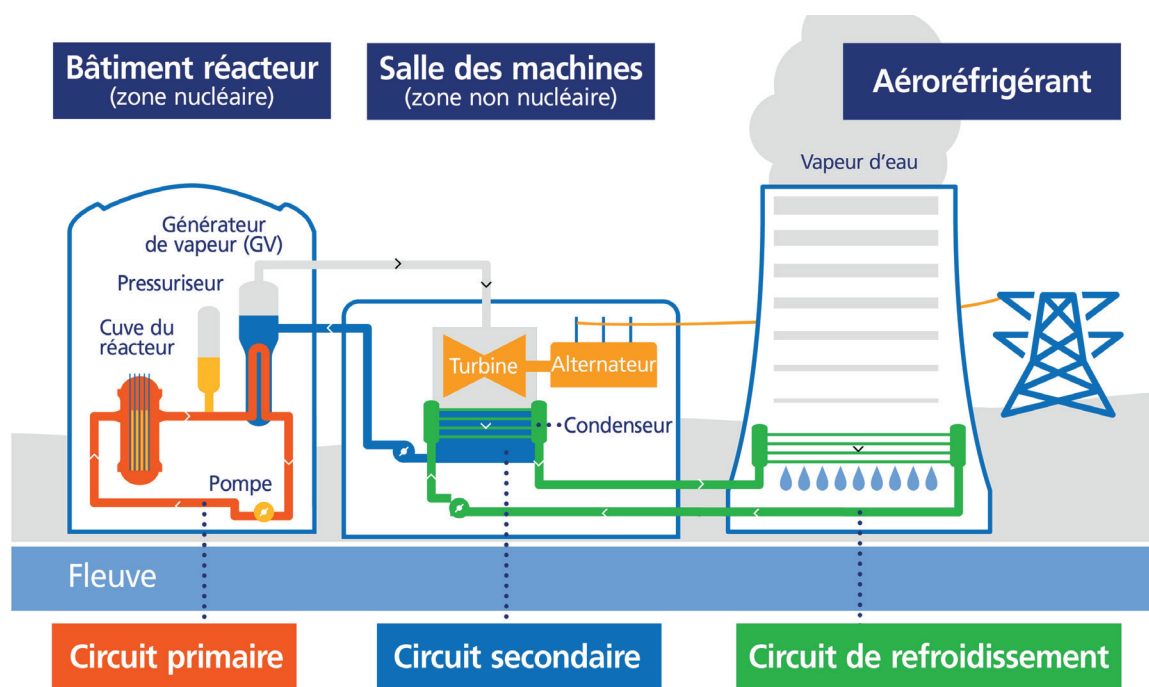 Bâtiment réacteur
(zone nucléaire)
Salle des machines
(zone non nucléaire)
Aéroréfrigérant
Vapeur d'eau
Générateur
de vapeur (GV)
Pressuriseur
Cuve du
réacteur
Turbine
Alternateur
Condenseur
Pompe
Fleuve
Circuit primaire
Circuit secondaire
Circuit de refroidissement